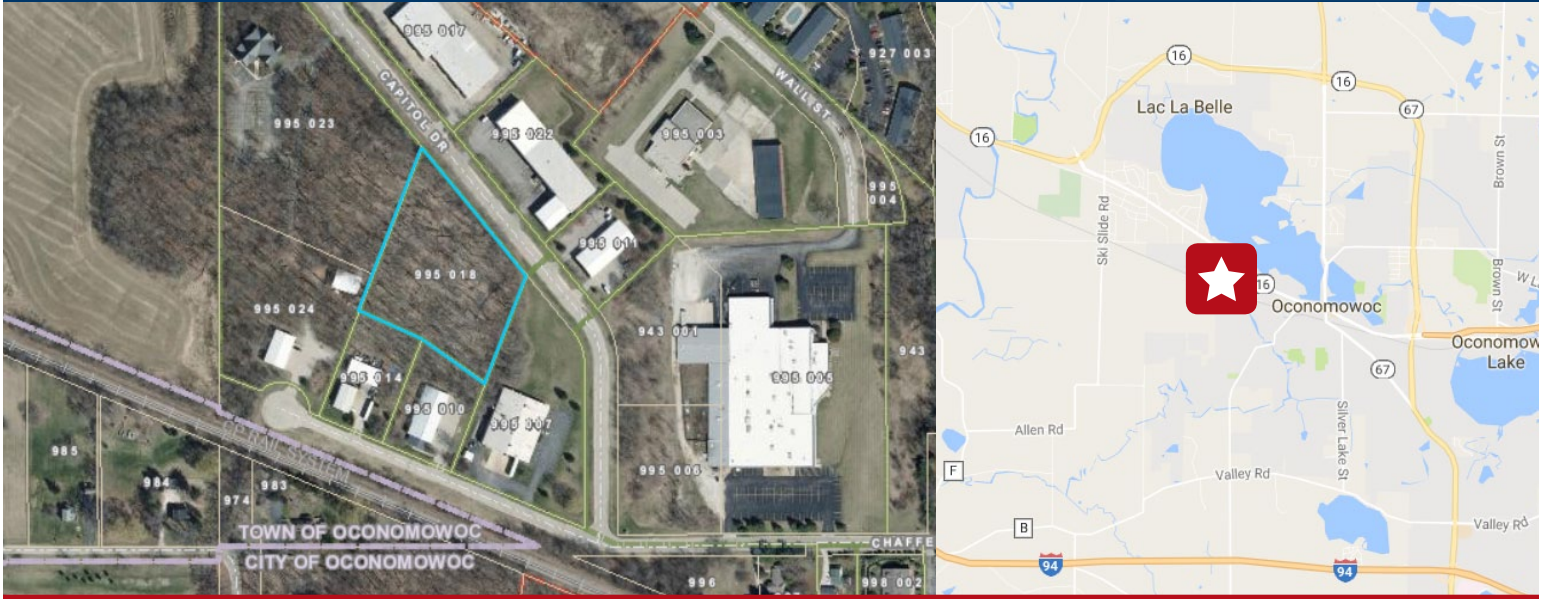 995 017
927 003
CAPITOL DR
WALL ST
995 023
995 022
995 003
995 004
995 011
995 018
995 024
943 001
943
995 014
995 005
995 010
995 007
995 006
985
984
974
983
TOWN OF OCONOMOWOC
CITY OF OCONOMOWOC
CHAFFE
996
998 002
16
16
Lac La Belle
67
16
Brown St
Ski Slide Rd
Brown St
W L
16
Oconomowoc
Oconomow
Lake
67
Silver Lake St
Allen Rd
F
Valley Rd
B
Valley Rd
94
94